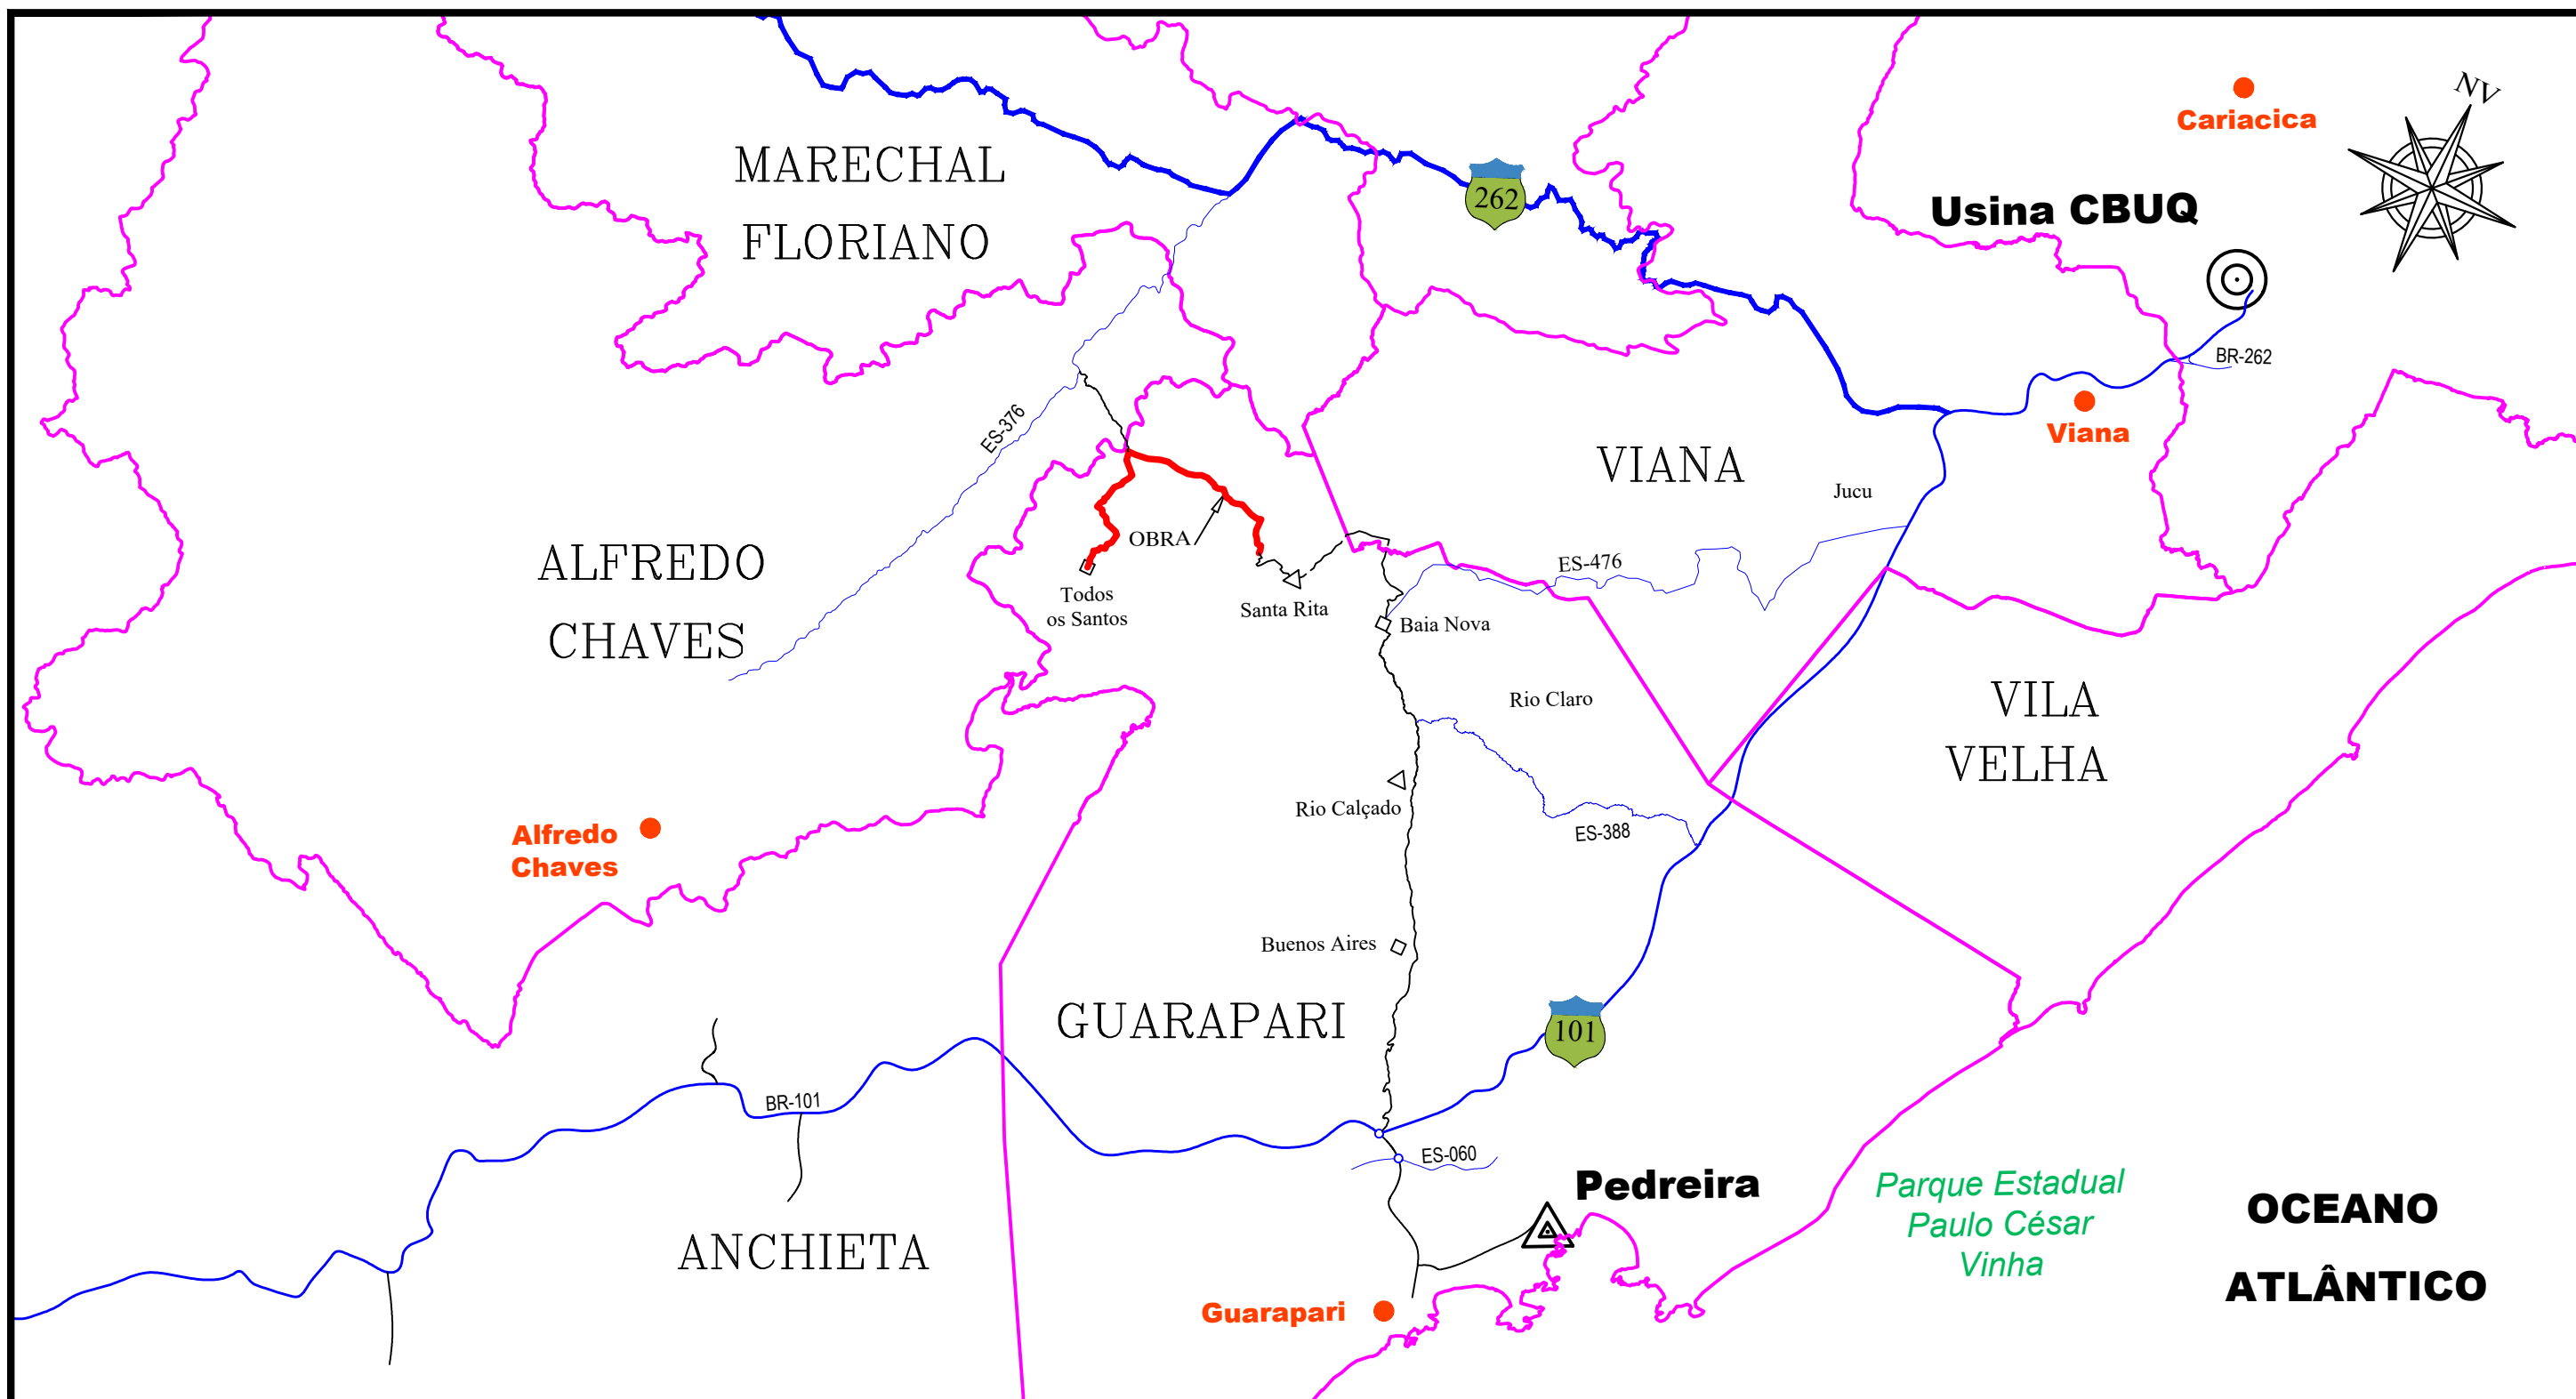 NV
Cariacica
MARECHAL
FLORIANO
262
Usina CBUQ
BR-262
Viana
ES-376
VIANA
Jucu
OBRA
ALFREDO
CHAVES
ES-476
Todos
os Santos
Santa Rita
Baia Nova
Rio Claro
VILA
VELHA
Rio Calçado
ES-388
Alfredo
Chaves
Buenos Aires
GUARAPARI
101
BR-101
ES-060
Pedreira
Parque Estadual
Paulo César
Vinha
OCEANO
ATLÂNTICO
ANCHIETA
Guarapari